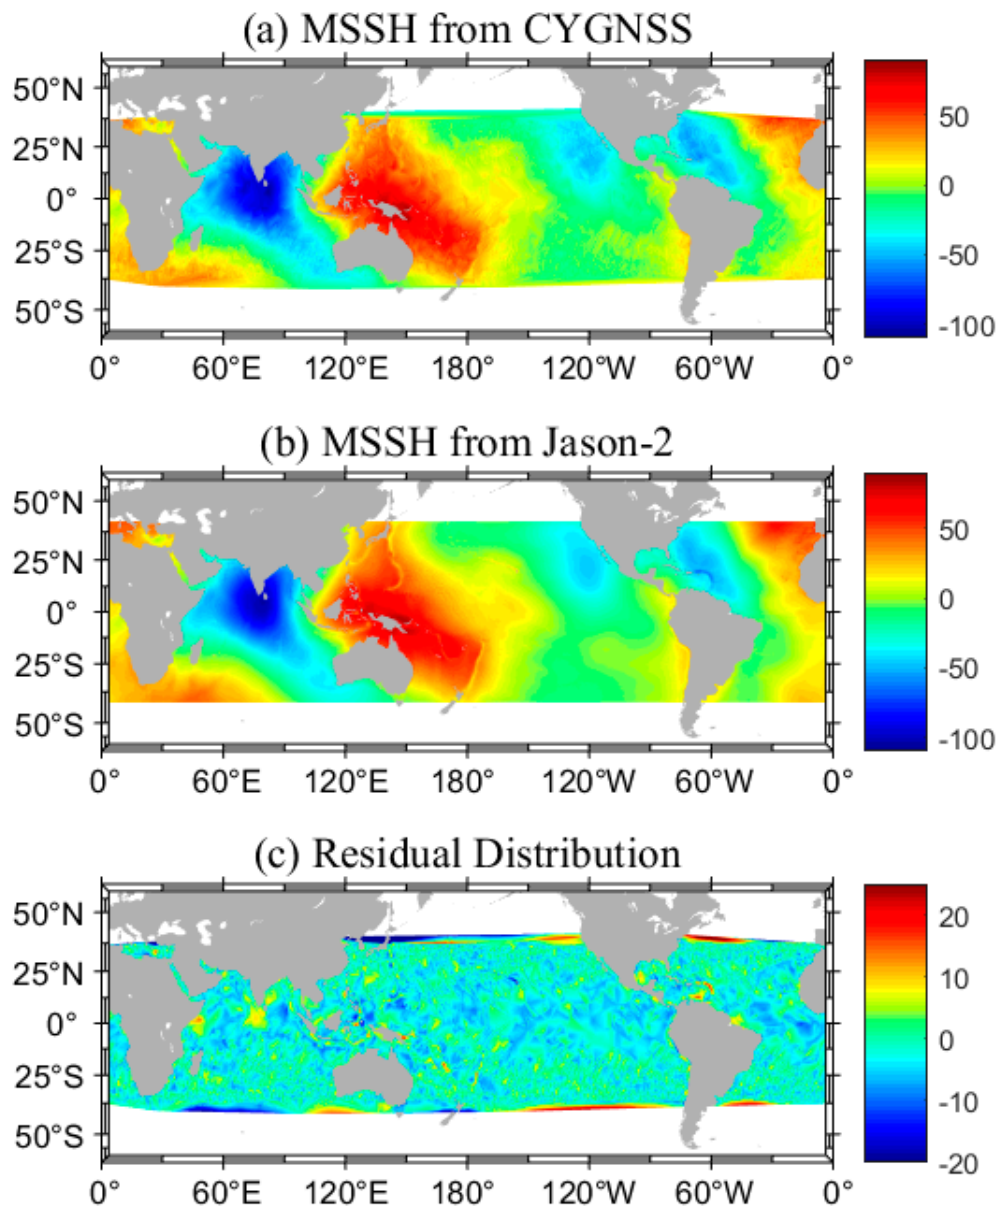 (a) MSSH from CYGNSS
50°N
25°N
0°
25°S
50°S
0° 60°E 120°E 180° 120°W 60°W 0°
50
0
-50
-100
(b) MSSH from Jason-2
50°N
25°N
0°
25°S
50°S
0° 60°E 120°E 180° 120°W 60°W 0°
50
0
-50
-100
(c) Residual Distribution
50°N
25°N
0°
25°S
50°S
0° 60°E 120°E 180° 120°W 60°W 0°
20
10
0
-10
-20